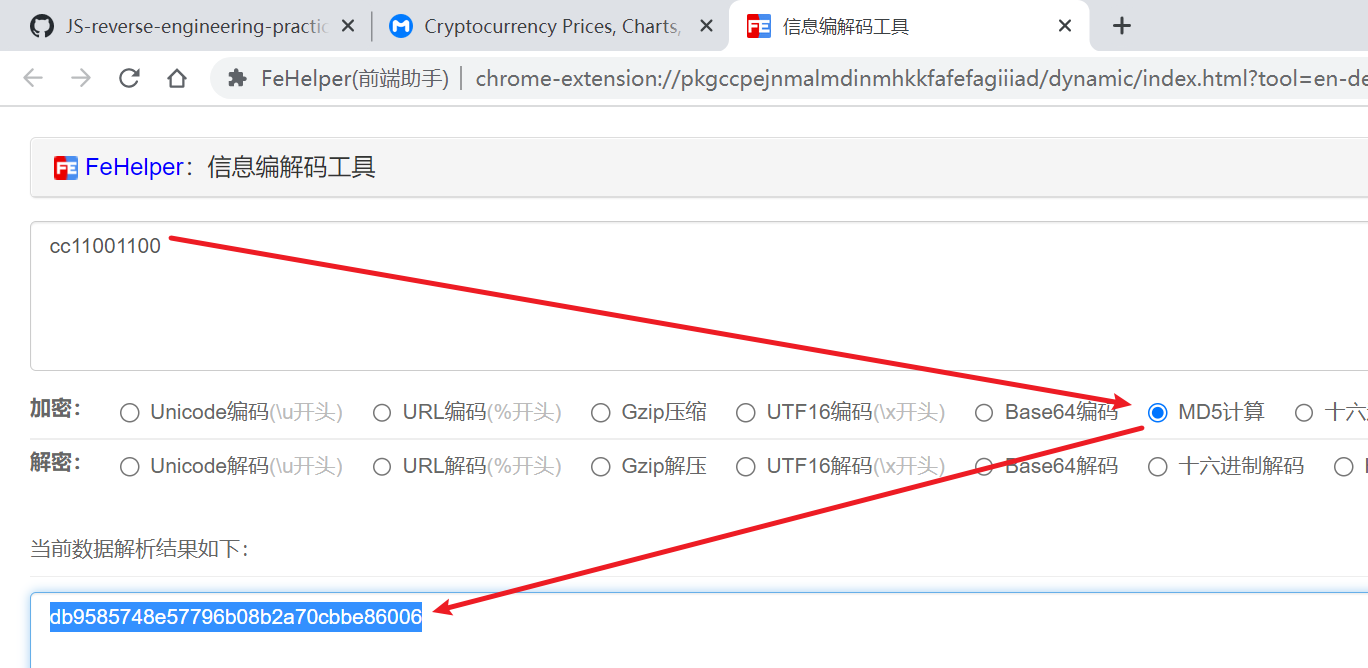 JS-reverse-engineering-practic
Cryptocurrency Prices, Charts,
信息编解码工具
FeHelper(前端助手)
chrome-extension://pkgccpejnmalmdinmhkkfafefagiiiad/dynamic/index.html?tool=en-de
FE FeHelper：信息编解码工具
cc11001100
加密： Unicode编码(\u开头) URL编码(%开头) Gzip压缩 UTF16编码(\x开头) Base64编码 MD5计算 十六
解密： Unicode解码(\u开头) URL解码(%开头) Gzip解压 UTF16解码(\x开头) Base64解码 十六进制解码
当前数据解析结果如下：
db9585748e57796b08b2a70cbbe86006